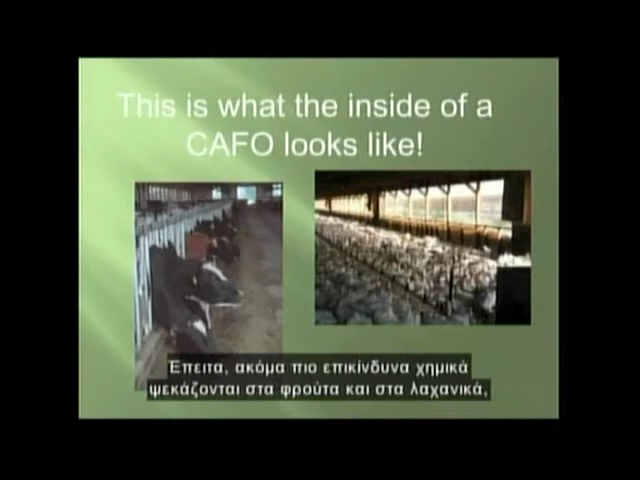 This is what the inside of a
CAFO looks like!
Έπειτα, ακόμα πιο επικίνδυνα χημικά
ψεκάζονται στα φρούτα και στα λαχανικά,